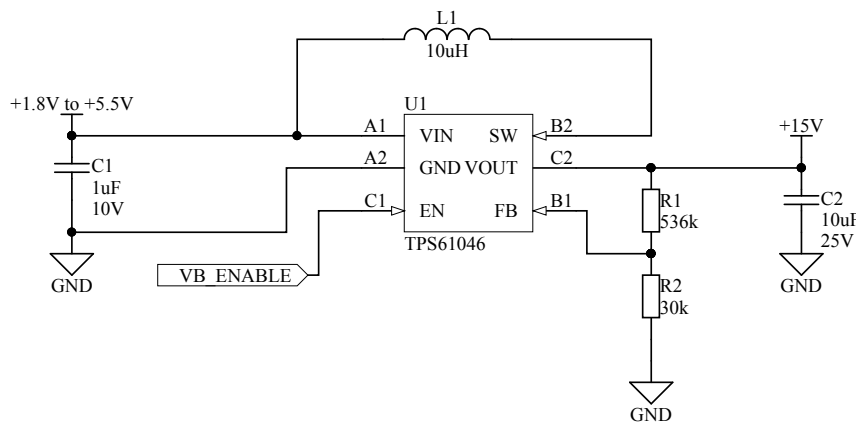 L1
10uH
+1.8V to +5.5V
U1
+15V
A1
VIN
SW
B2
A2
GND
VOUT
C2
C1
1uF
10V
C1
EN
FB
B1
R1
536k
C2
10uF
25V
TPS61046
GND
VB_ENABLE
R2
30k
GND
GND